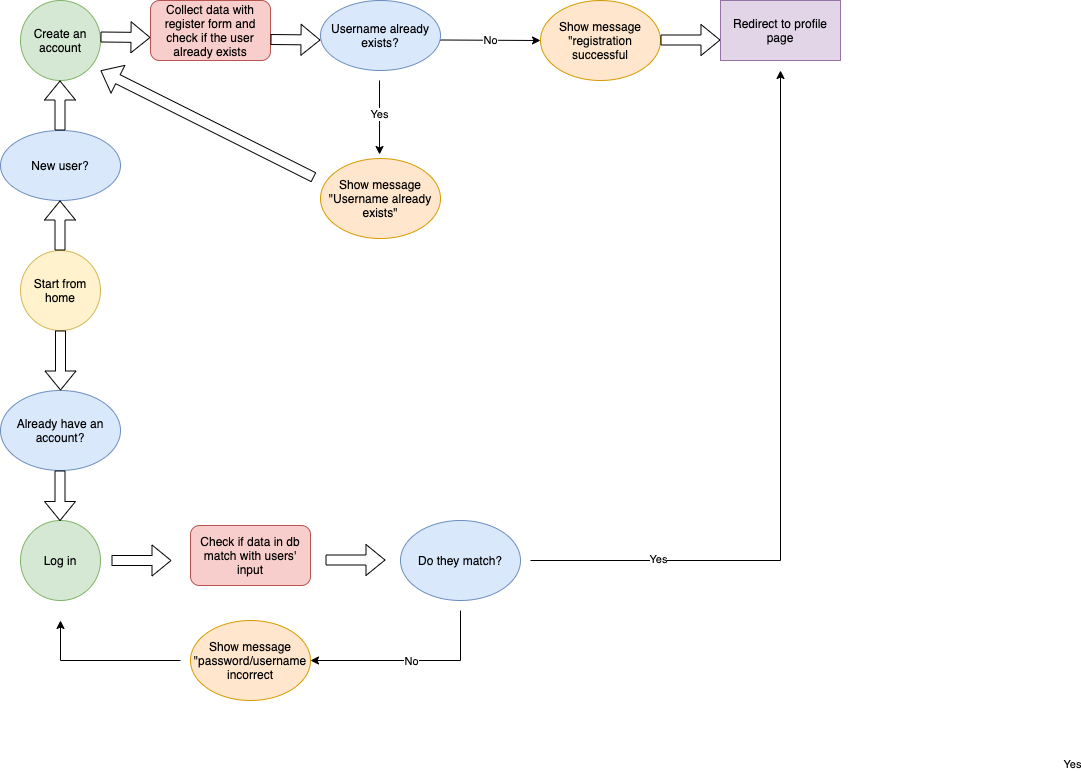 Create an
account
Collect data with
register form and
check if the user
already exists
Username already
exists?
No
Show message
"registration
successful
Redirect to profile
page
Yes
New user?
Show message
"Username already
exists"
Start from
home
Already have an
account?
Log in
Check if data in db
match with users'
input
Do they match?
Yes
Show message
"password/username
incorrect
No
Yes